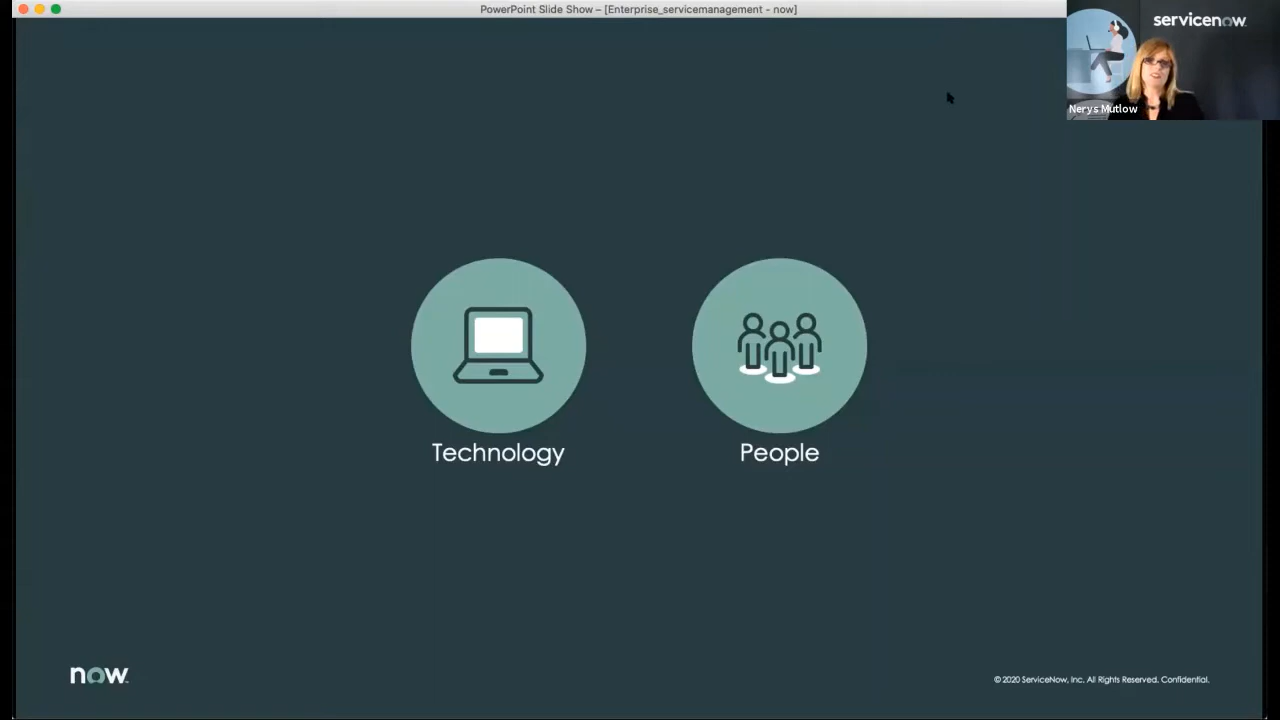 PowerPoint Slide Show – [Enterprise_servicemanagement - now]
servicenow
Nerys Mutlow
Technology
People
now
© 2020 ServiceNow, Inc. All Rights Reserved. Confidential.